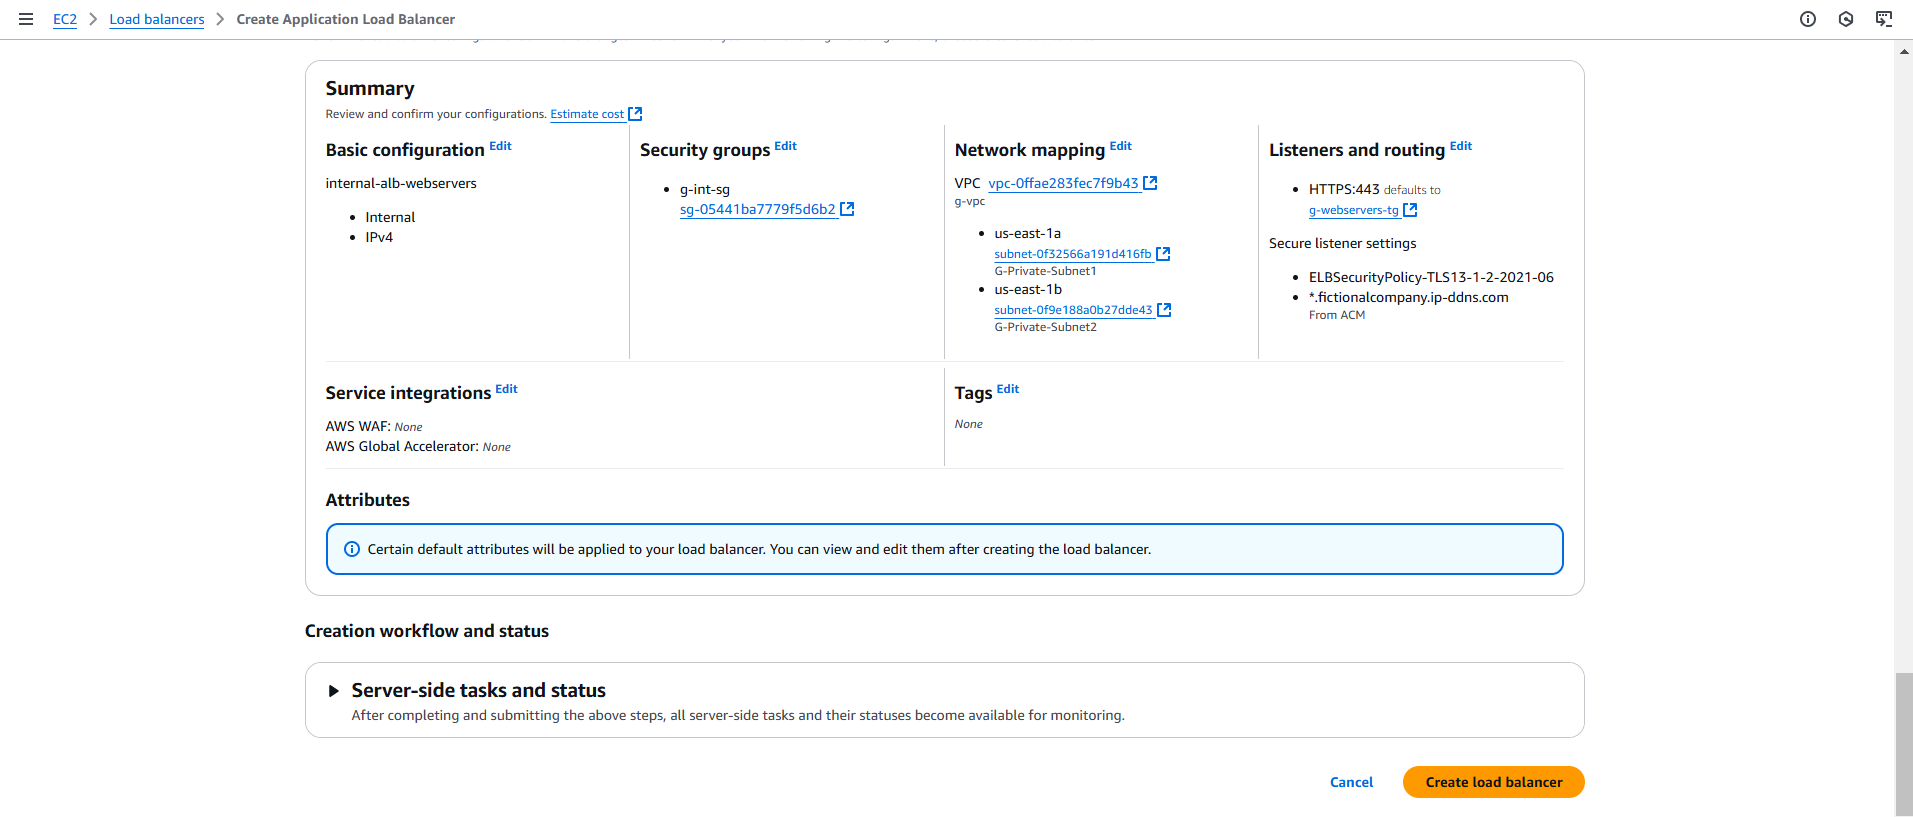 EC2 > Load balancers > Create Application Load Balancer
Summary
Review and confirm your configurations. Estimate cost
Basic configuration Edit
internal-alb-webservers
• Internal
• IPv4
Security groups Edit
• g-int-sg
sg-05441ba7779f5d6b2
Network mapping Edit
VPC vpc-0ffae283fec7f9b43
g-vpc
• us-east-1a
subnet-0f32566a191d416fb
G-Private-Subnet1
• us-east-1b
subnet-0f9e188a0b27dde43
G-Private-Subnet2
Listeners and routing Edit
• HTTPS:443 defaults to
g-webservers-tg
Secure listener settings
• ELBSecurityPolicy-TLS13-1-2-2021-06
• *.fictionalcompany.ip-ddns.com
From ACM
Service integrations Edit
AWS WAF: None
AWS Global Accelerator: None
Tags Edit
None
Attributes
Certain default attributes will be applied to your load balancer. You can view and edit them after creating the load balancer.
Creation workflow and status
Server-side tasks and status
After completing and submitting the above steps, all server-side tasks and their statuses become available for monitoring.
Cancel
Create load balancer